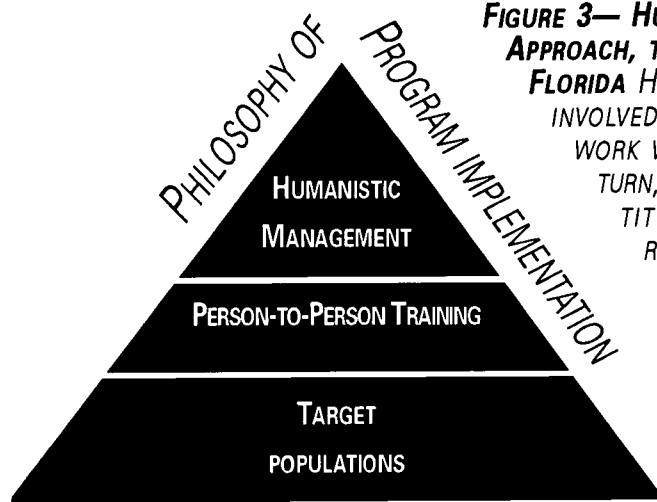 FIGURE 3— 
APPROACH,
FLORIDA
INVOLVED
WORK
TURN,
PHILOSOPHY OF
PROGRAM IMPLEMENTATION
HUMANISTIC
MANAGEMENT
PERSON-TO-PERSON TRAINING
TARGET
POPULATIONS